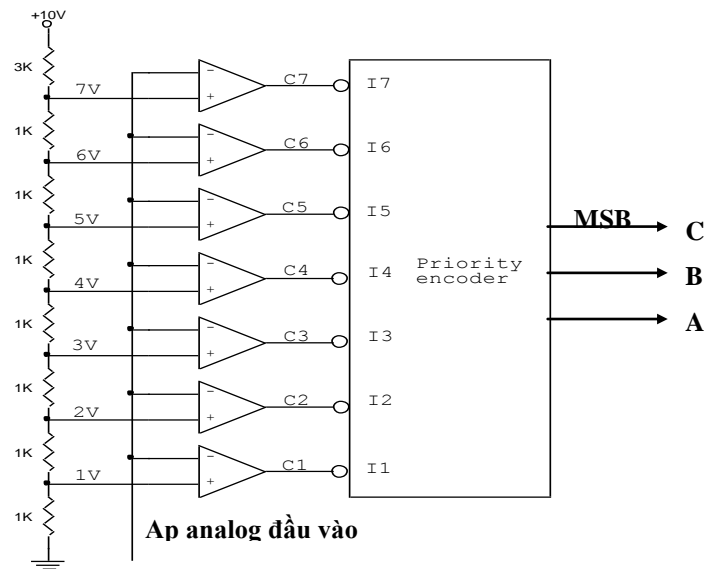 +10V
3K
7V
C7
I7
1K
6V
C6
I6
1K
5V
C5
I5
MSB
C
1K
4V
C4
I4
Priority
encoder
B
1K
3V
C3
I3
A
1K
2V
C2
I2
1K
1V
C1
I1
1K
Ap analog đầu vào